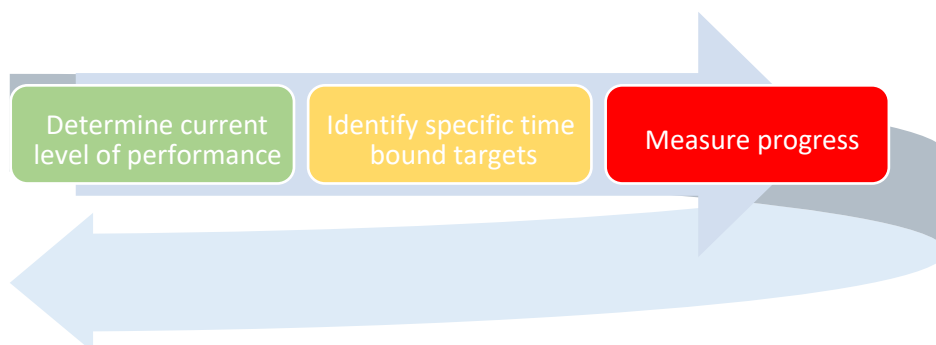 Determine current
level of performance
Identify specific time
bound targets
Measure progress